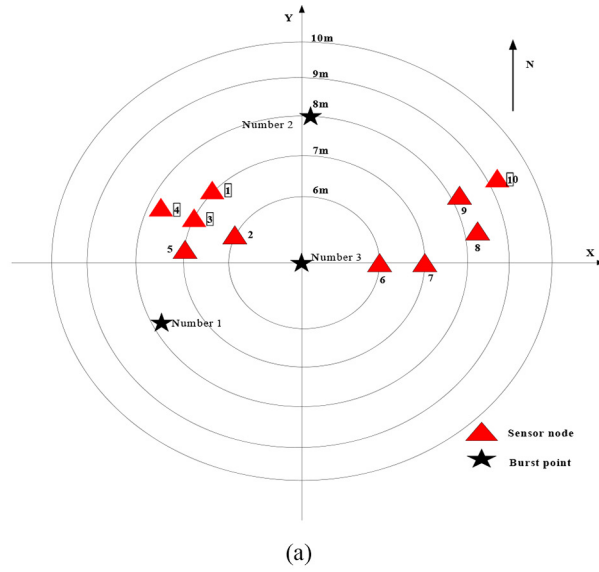 Y
10m
N
9m
8m
Number 2
7m
1
10
6m
4
9
3
2
8
5
X
Number 3
6
7
Number 1
Sensor node
Burst point
(a)